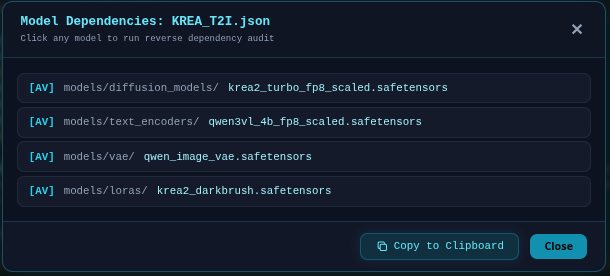 Model Dependencies: KREA_T2I.json
Click any model to run reverse dependency audit
✕
[AV] models/diffusion_models/ krea2_turbo_fp8_scaled.safetensors
[AV] models/text_encoders/ qwen3vl_4b_fp8_scaled.safetensors
[AV] models/vae/ qwen_image_vae.safetensors
[AV] models/loras/ krea2_darkbrush.safetensors
Copy to Clipboard
Close